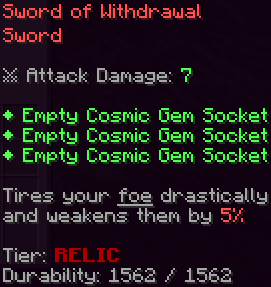 Sword of Withdrawal
Sword
⚔ Attack Damage: 7
✦ Empty Cosmic Gem Socket
✦ Empty Cosmic Gem Socket
✦ Empty Cosmic Gem Socket
Tires your foe drastically
and weakens them by 5%
Tier: RELIC
Durability: 1562 / 1562